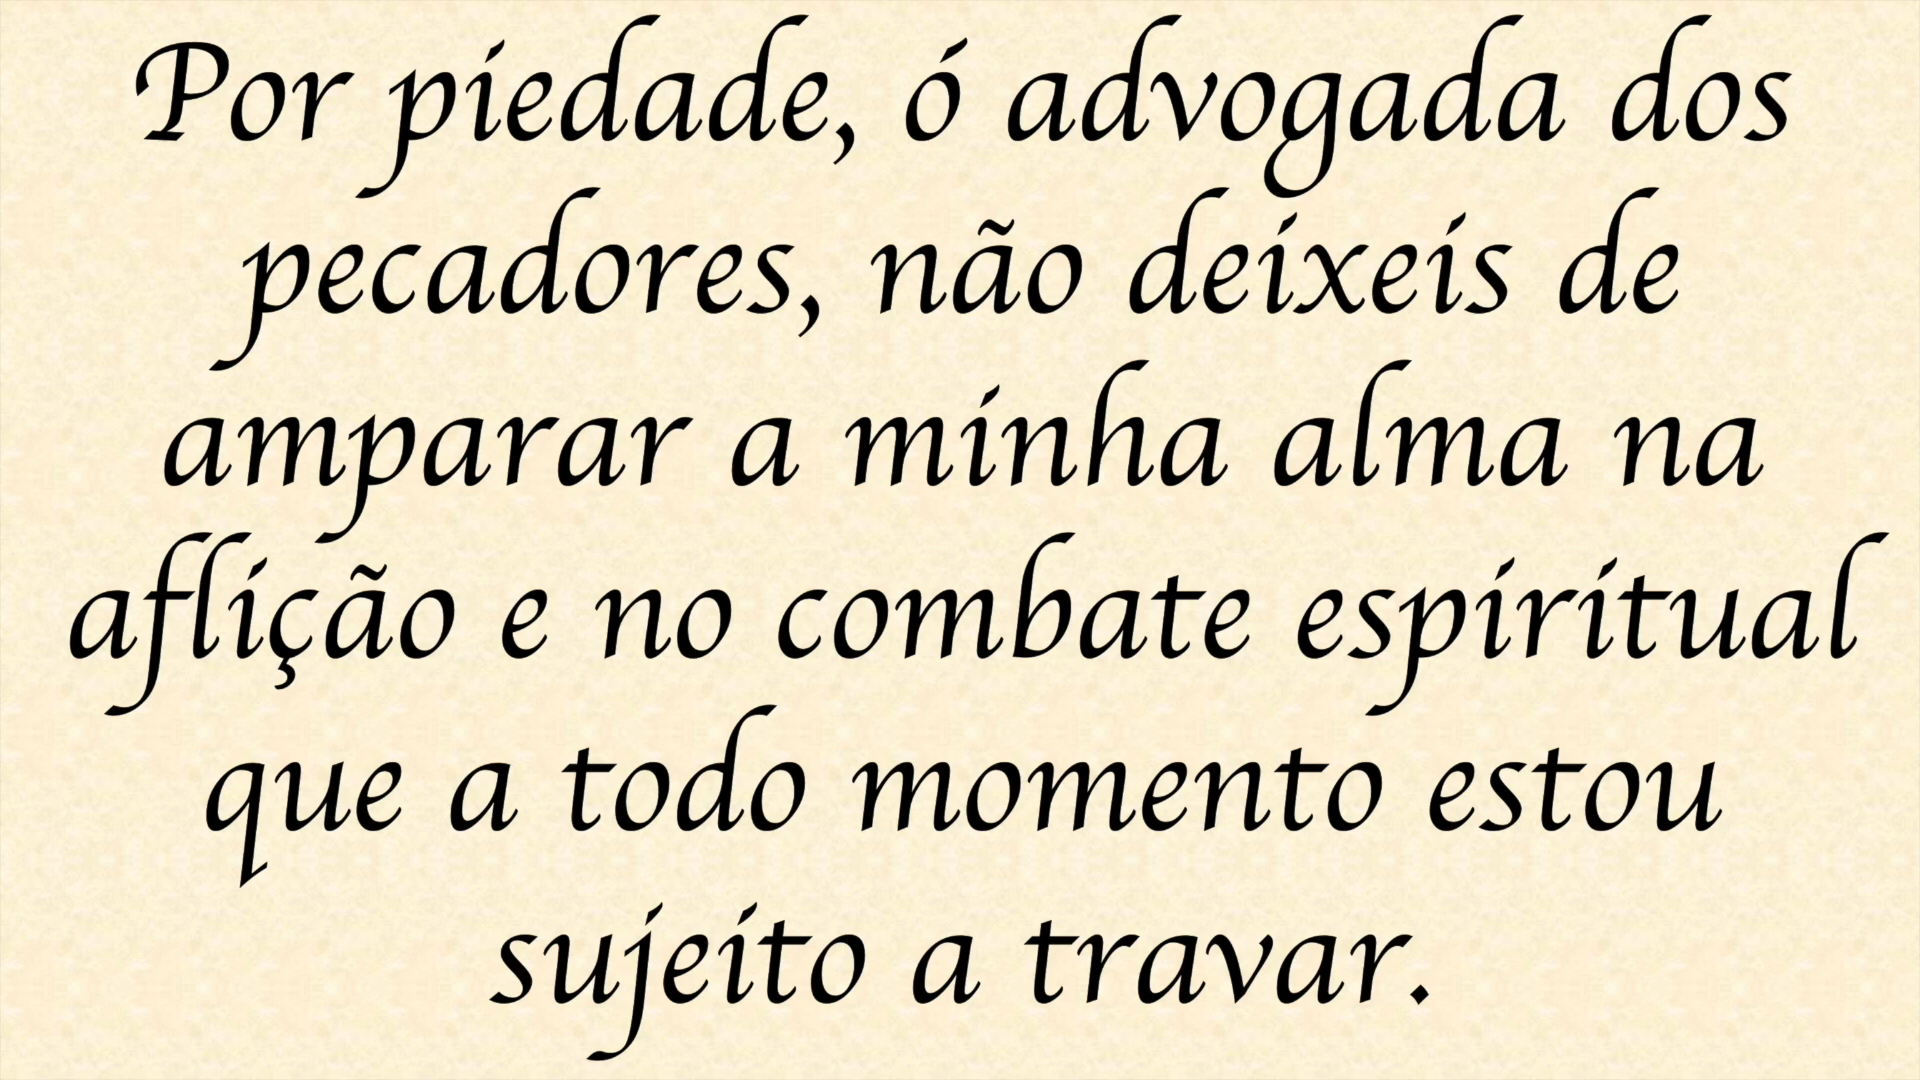 Por piedade, ó advogada dos
pecadores, não deixeis de
amparar a minha alma na
aflição e no combate espiritual
que a todo momento estou
sujeito a travar.